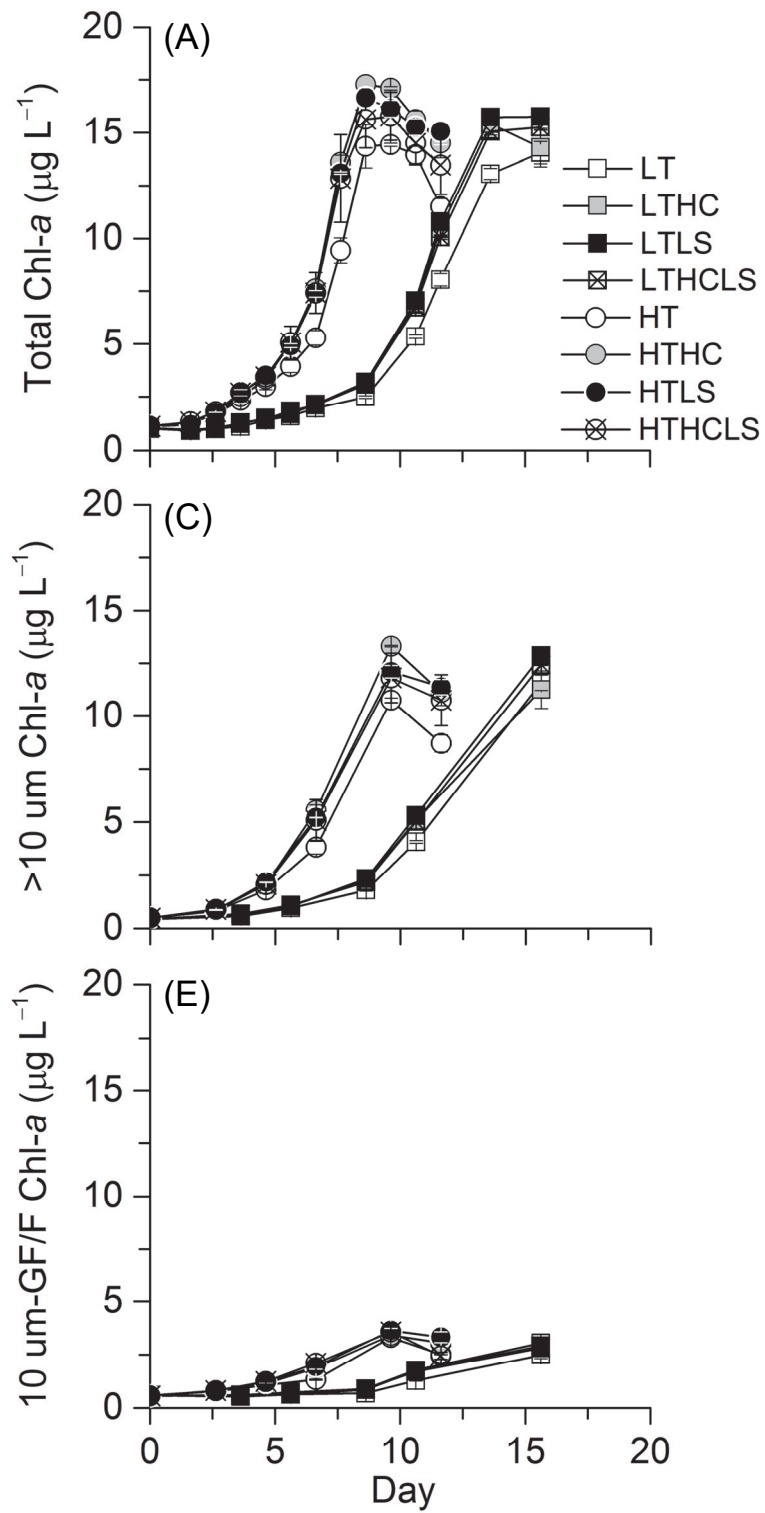 (A)
20
15
10
5
0
Total Chl-a (μg L⁻¹)
LT
LTHC
LTLS
LTHCLS
HT
HTHC
HTLS
HTHCLS
(C)
20
15
10
5
0
>10 um Chl-a (μg L⁻¹)
(E)
20
15
10
5
0
10 um-GF/F Chl-a (μg L⁻¹)
0 5 10 15 20
Day